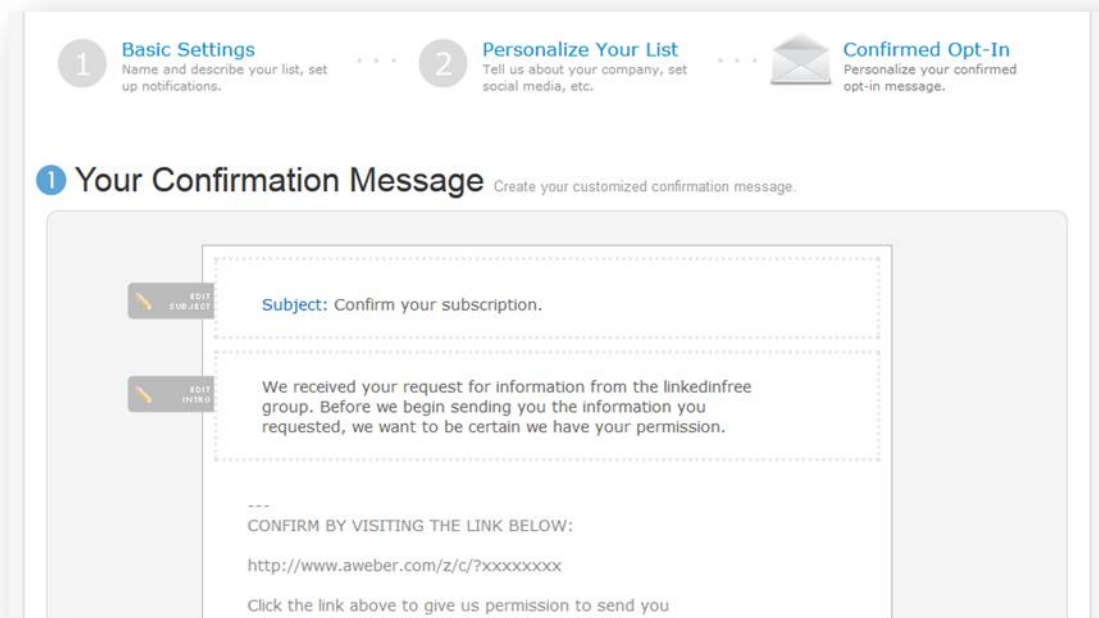 1
Basic Settings
Name and describe your list, set
up notifications.
2
Personalize Your List
Tell us about your company, set
social media, etc.
Confirmed Opt-In
Personalize your confirmed
opt-in message.
1 Your Confirmation Message Create your customized confirmation message.
EDIT
SUBJECT
Subject: Confirm your subscription.
EDIT
INTRO
We received your request for information from the linkedinfree
group. Before we begin sending you the information you
requested, we want to be certain we have your permission.
---
CONFIRM BY VISITING THE LINK BELOW:
http://www.aweber.com/z/c/?xxxxxxxx
Click the link above to give us permission to send you